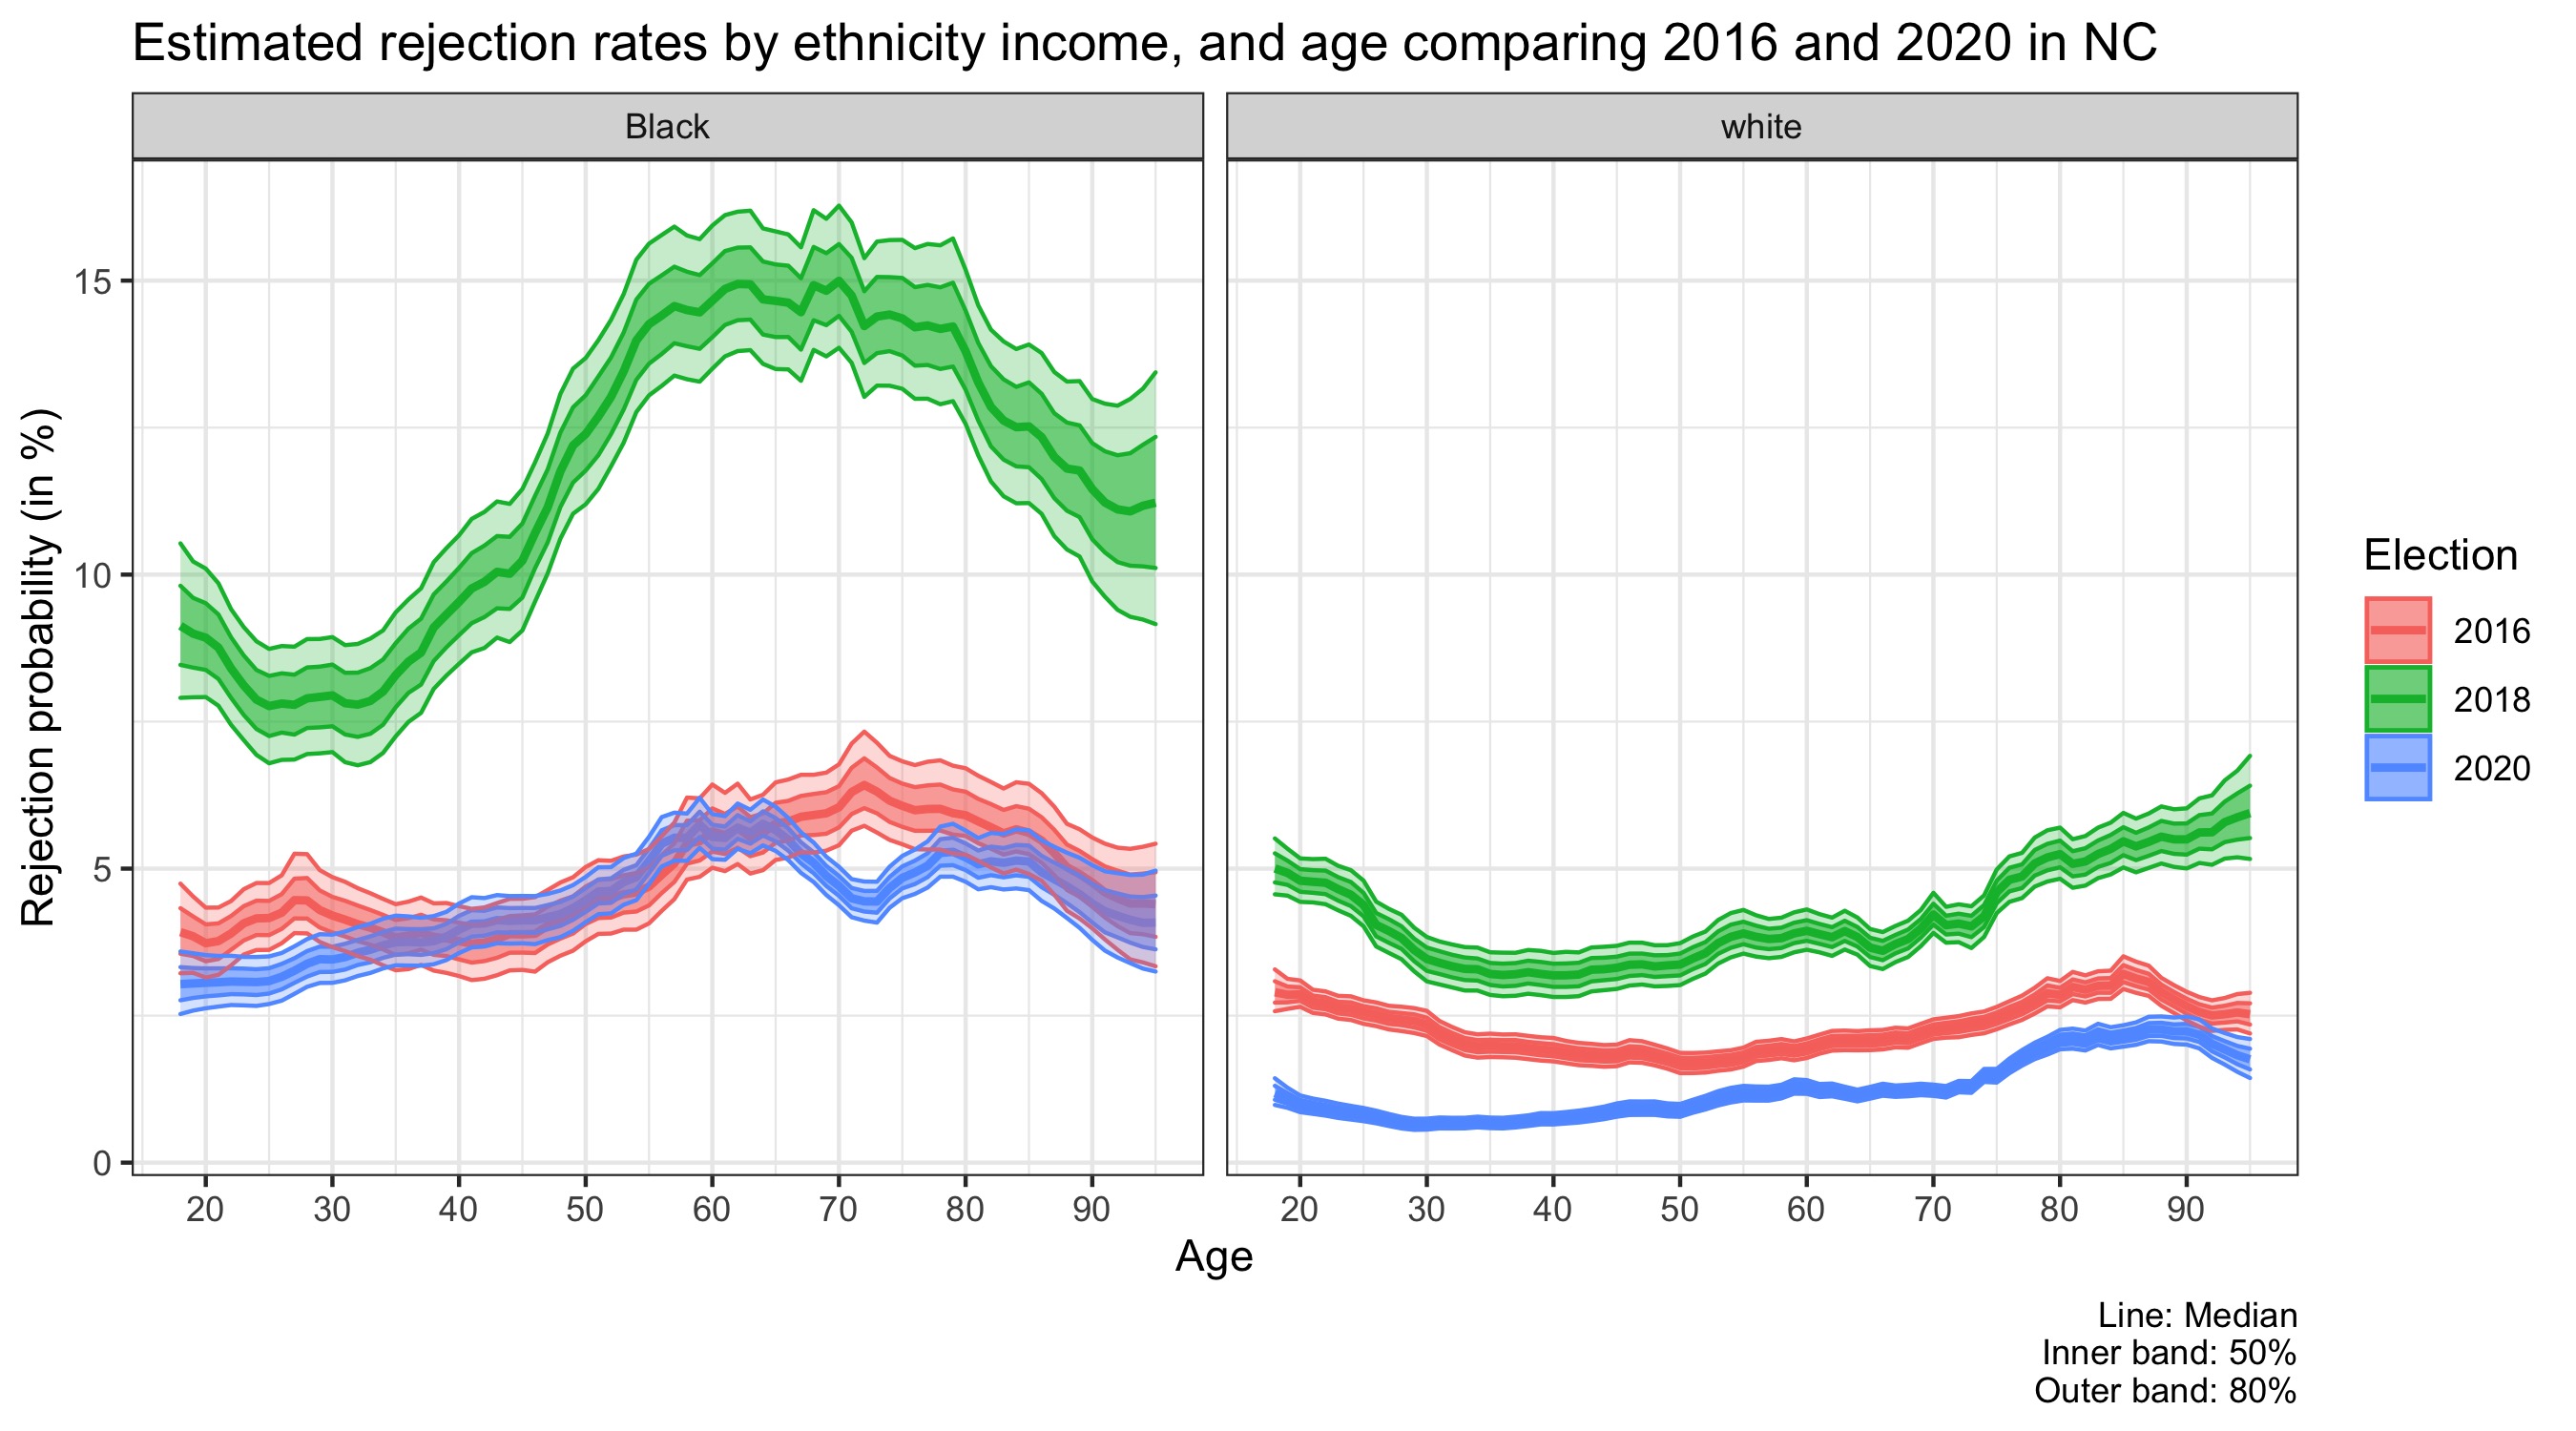 Estimated rejection rates by ethnicity income, and age comparing 2016 and 2020 in NC
Black
white
Rejection probability (in %)
15
10
5
0
20 30 40 50 60 70 80 90
20 30 40 50 60 70 80 90
Age
Election
2016
2018
2020
Line: Median
Inner band: 50%
Outer band: 80%